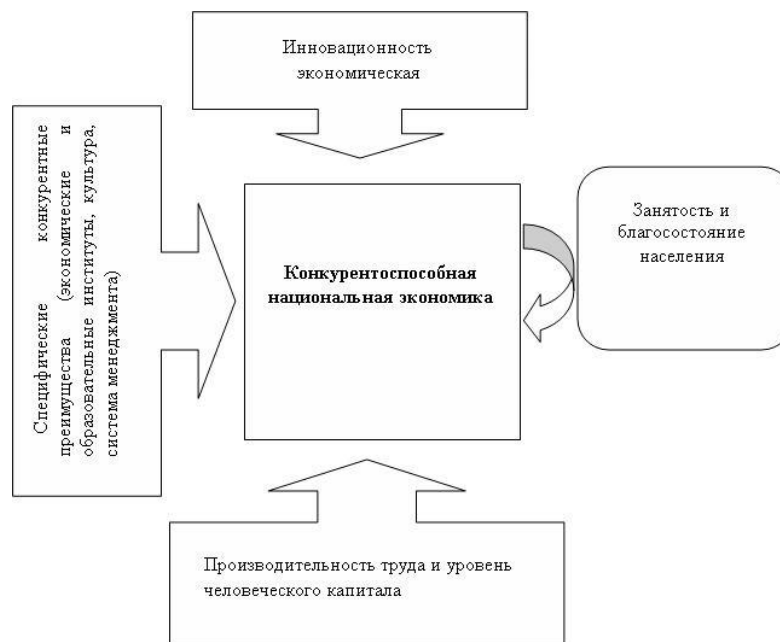 Инновационность
экономическая
Специфические конкурентные
преимущества (экономические и
образовательные институты, культура,
система менеджмента)
Конкурентоспособная
национальная экономика
Занятость и
благосостояние
населения
Производительность труда и уровень
человеческого капитала